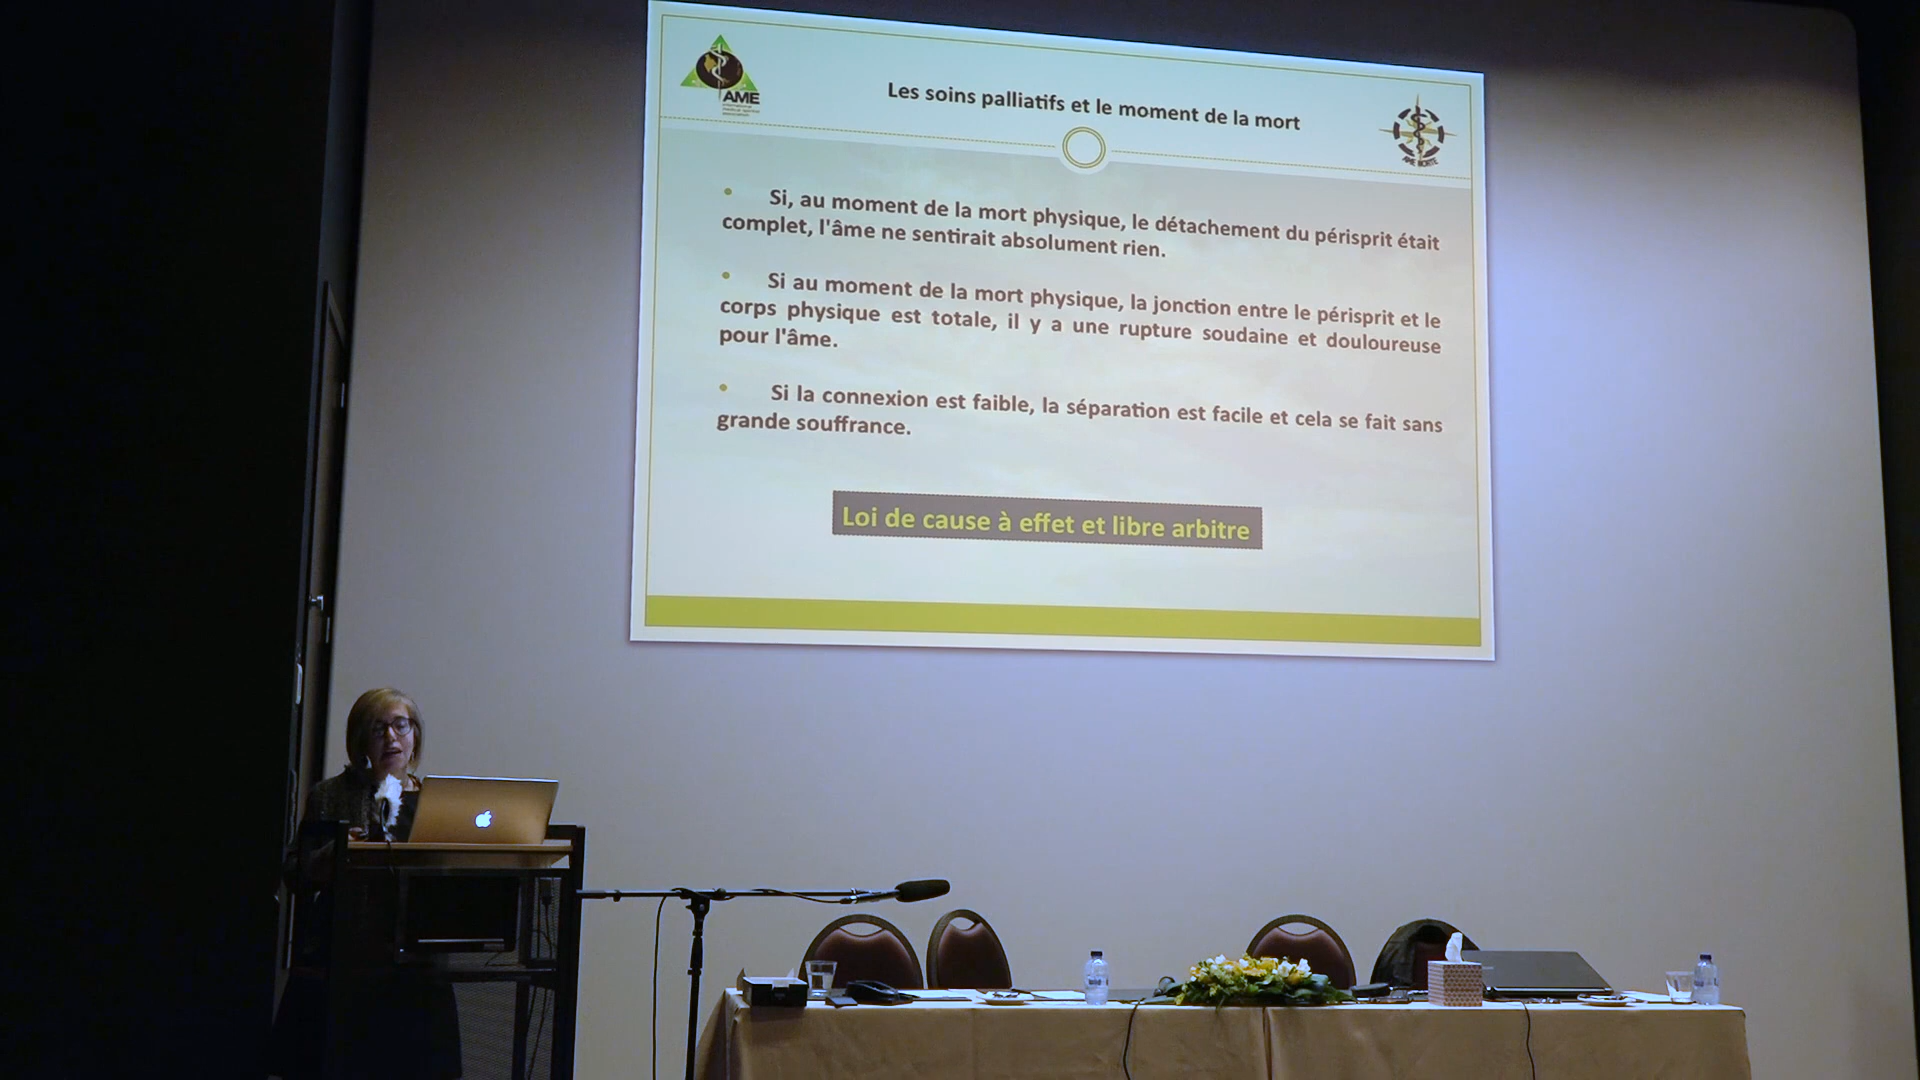 AME
Les soins palliatifs et le moment de la mort
AME NORTE
• Si, au moment de la mort physique, le détachement du périsprit était
complet, l'âme ne sentirait absolument rien.
• Si au moment de la mort physique, la jonction entre le périsprit et le
corps physique est totale, il y a une rupture soudaine et douloureuse
pour l'âme.
• Si la connexion est faible, la séparation est facile et cela se fait sans
grande souffrance.
Loi de cause à effet et libre arbitre